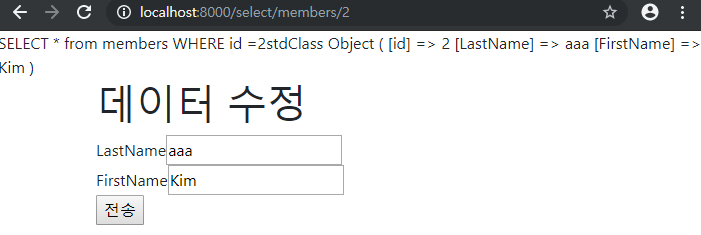 localhost:8000/select/members/2
SELECT * from members WHERE id =2stdClass Object ( [id] => 2 [LastName] => aaa [FirstName] =>
Kim )
데이터 수정
LastName aaa
FirstName Kim
전송